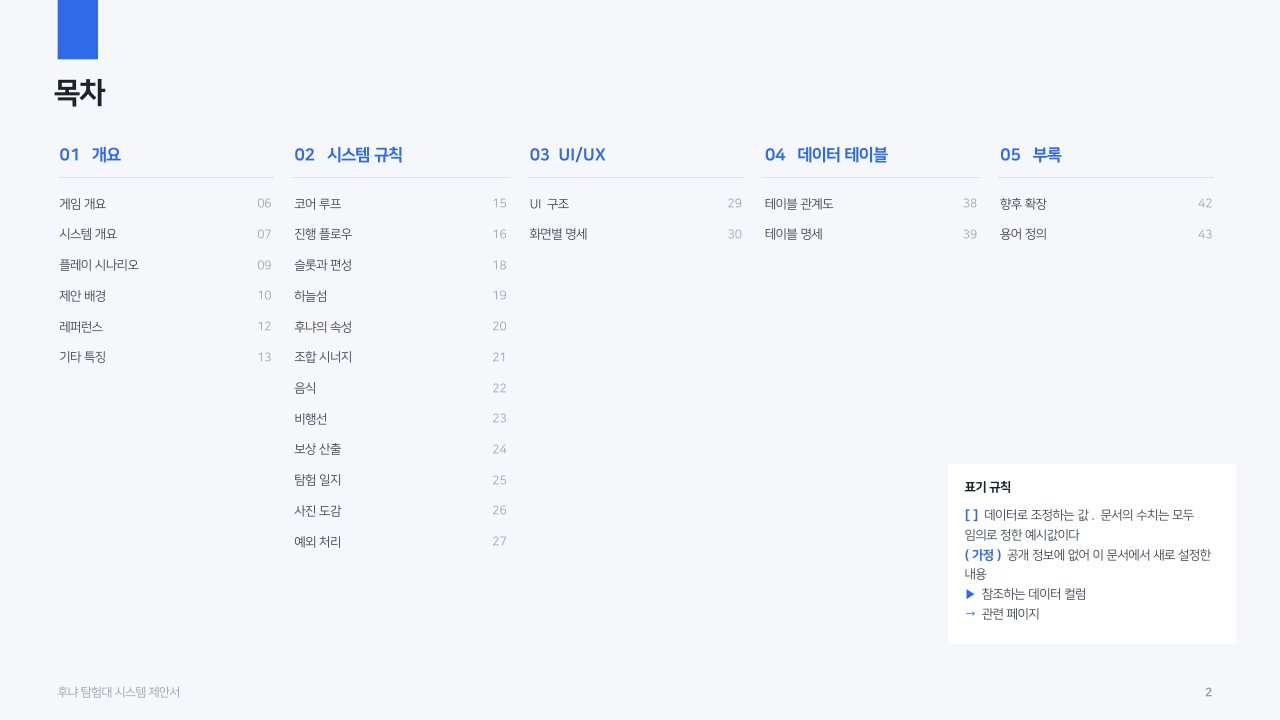 목차
01 개요
게임 개요 06
시스템 개요 07
플레이 시나리오 09
제안 배경 10
레퍼런스 12
기타 특징 13
02 시스템 규칙
코어 루프 15
진행 플로우 16
슬롯과 편성 18
하늘섬 19
후냐의 속성 20
조합 시너지 21
음식 22
비행선 23
보상 산출 24
탐험 일지 25
사진 도감 26
예외 처리 27
03 UI/UX
UI 구조 29
화면별 명세 30
04 데이터 테이블
테이블 관계도 38
테이블 명세 39
05 부록
향후 확장 42
용어 정의 43
표기 규칙
[ ] 데이터로 조정하는 값 . 문서의 수치는 모두
임의로 정한 예시값이다
( 가정 ) 공개 정보에 없어 이 문서에서 새로 설정한
내용
▶ 참조하는 데이터 컬럼
→ 관련 페이지
후냐 탐험대 시스템 제안서
2